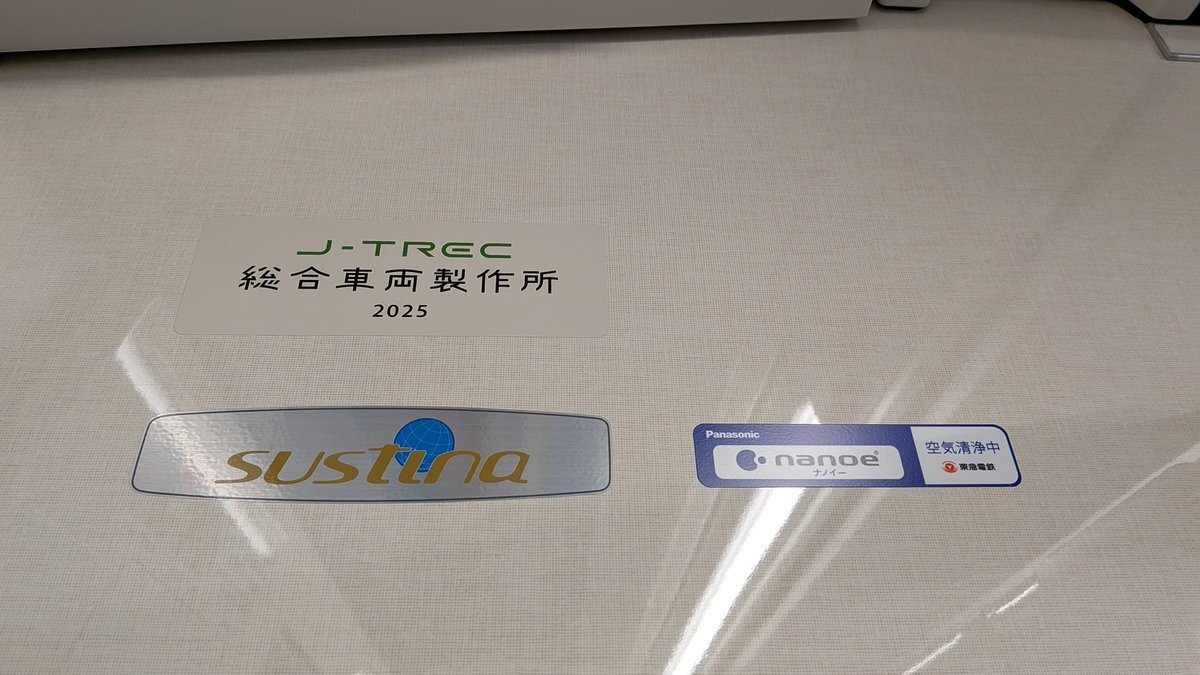 J-TREC
総合車両製作所
2025
sustina
Panasonic
nanoe
ナノイー
空気清浄中
東急電鉄